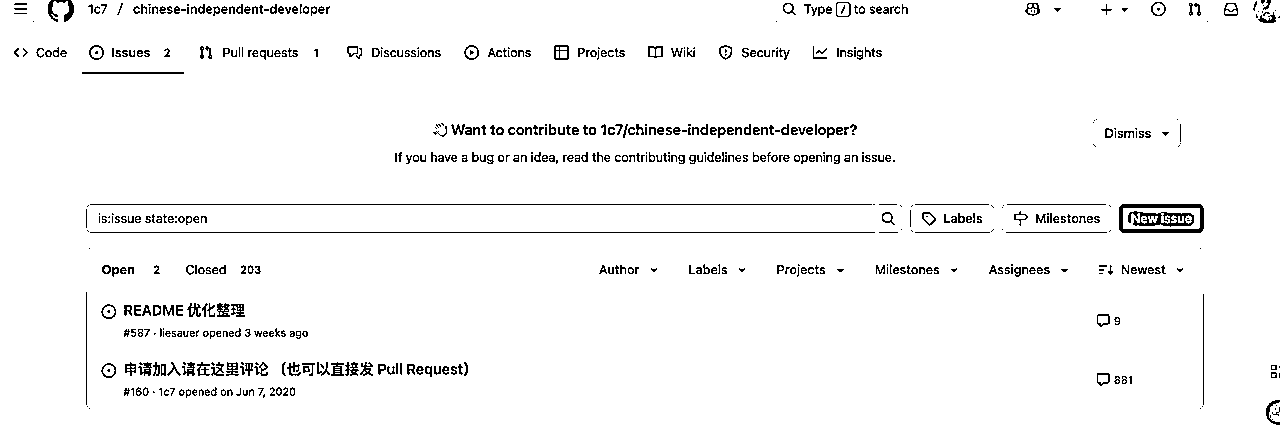 1c7 / chinese-independent-developer Type / to search
Code Issues 2 Pull requests 1 Discussions Actions Projects Wiki Security Insights
Want to contribute to 1c7/chinese-independent-developer?
Dismiss
If you have a bug or an idea, read the contributing guidelines before opening an issue.
is:issue state:open Labels Milestones New issue
Open 2 Closed 203 Author Labels Projects Milestones Assignees Newest
README 优化整理
#587 · liesauer opened 3 weeks ago
9
申请加入请在这里评论 （也可以直接发 Pull Request）
#160 · 1c7 opened on Jun 7, 2020
881